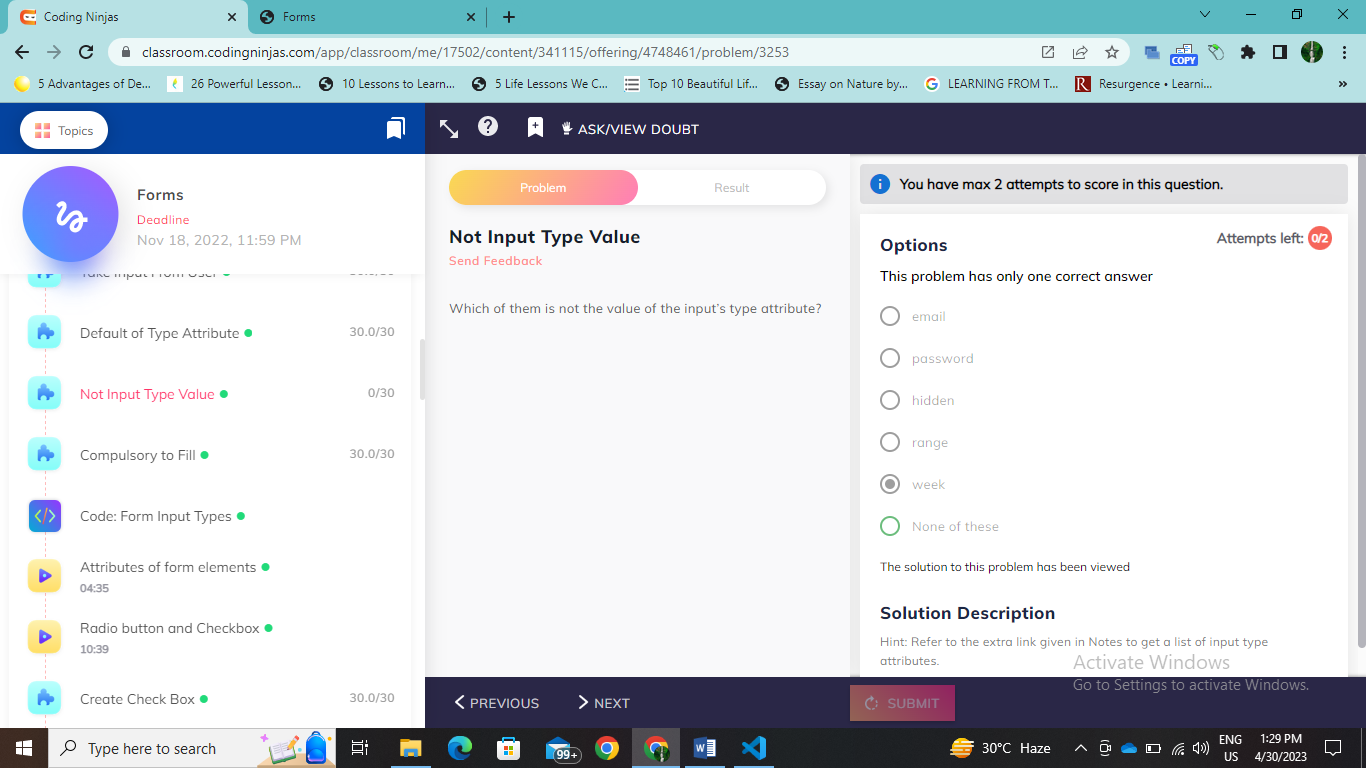 Coding Ninjas
Forms
classroom.codingninjas.com/app/classroom/me/17502/content/341115/offering/4748461/problem/3253
COPY
5 Advantages of De...
26 Powerful Lesson...
10 Lessons to Learn...
5 Life Lessons We C...
Top 10 Beautiful Lif...
Essay on Nature by...
LEARNING FROM T...
Resurgence • Learni...
Topics
ASK/VIEW DOUBT
Forms
Deadline
Nov 18, 2022, 11:59 PM
Take Input From User
Default of Type Attribute
30.0/30
Not Input Type Value
0/30
Compulsory to Fill
30.0/30
Code: Form Input Types
Attributes of form elements
04:35
Radio button and Checkbox
10:39
Create Check Box
30.0/30
Problem
Result
Not Input Type Value
Send Feedback
Which of them is not the value of the input's type attribute?
You have max 2 attempts to score in this question.
Options
Attempts left: 0/2
This problem has only one correct answer
email
password
hidden
range
week
None of these
The solution to this problem has been viewed
Solution Description
Hint: Refer to the extra link given in Notes to get a list of input type
attributes.
Activate Windows
Go to Settings to activate Windows.
PREVIOUS
NEXT
SUBMIT
Type here to search
99+
30°C Haze
ENG
US
1:29 PM
4/30/2023